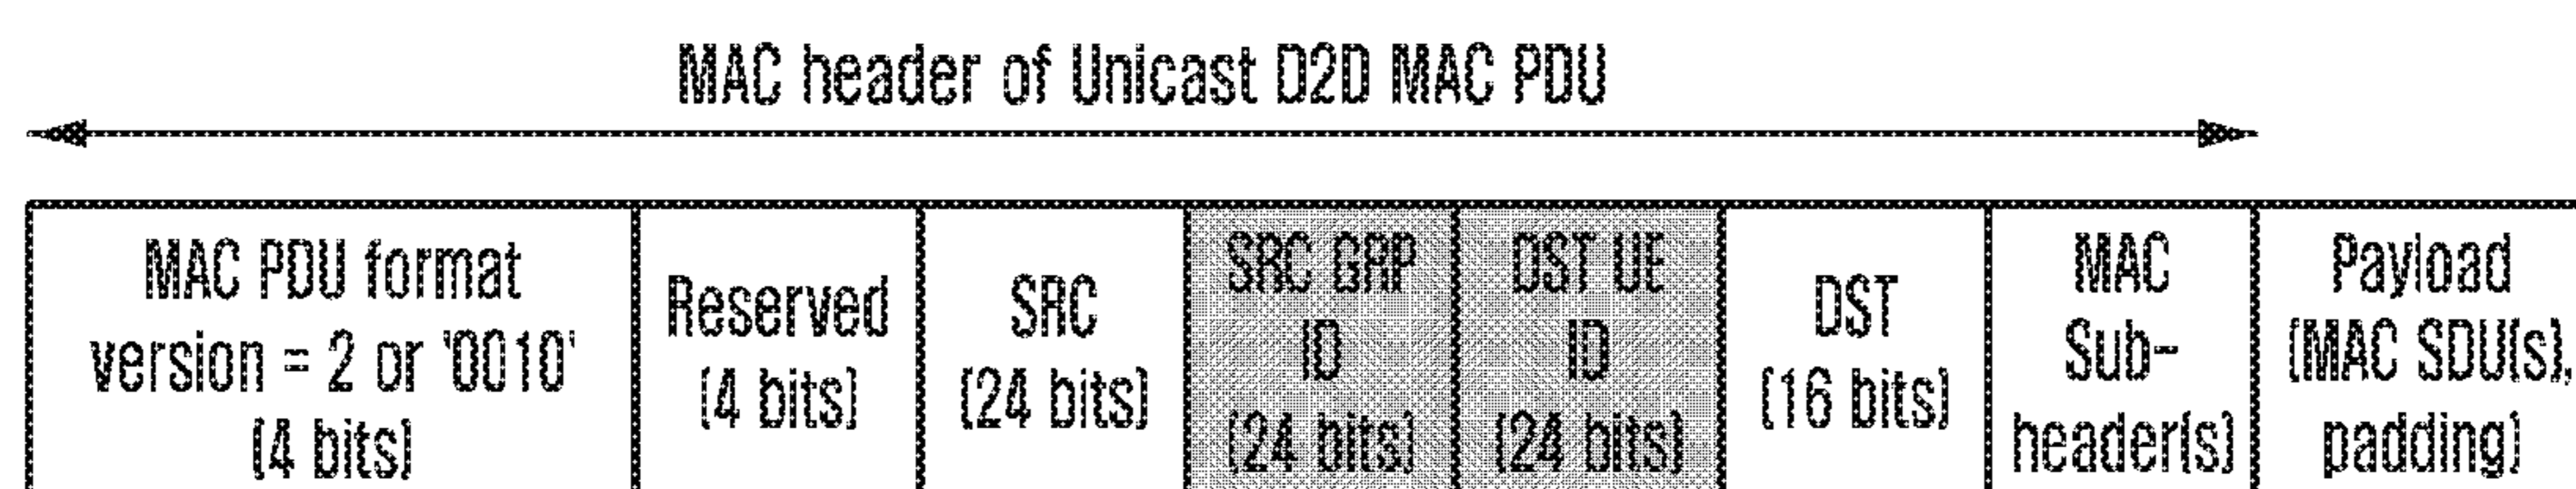 MAC header of Unicast D2D MAC PDU
MAC PDU format
version = 2 or '0010'
(4 bits)
Reserved
(4 bits)
SRC
(24 bits)
SRC GRP
ID
(24 bits)
DST UE
ID
(24 bits)
DST
(16 bits)
MAC
Sub-
header(s)
Payload
(MAC SDU(s),
padding)